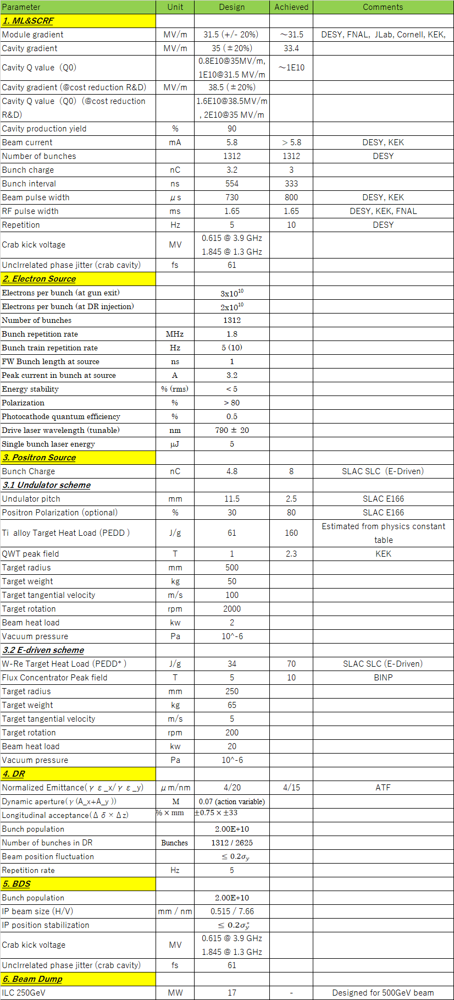 Parameter Unit Design Achieved Comments
1. ML&SCRF
Module gradient MV/m 31.5 (+/- 20%) ～31.5 DESY, FNAL, JLab, Cornell, KEK,
Cavity gradient MV/m 35 (±20%) 33.4
Cavity Q value（Q0） 0.8E10@35MV/m, ～1E10
1E10@31.5 MV/m
Cavity gradient (@cost reduction R&D) MV/m 38.5 (±20%)
Cavity Q value（Q0）(@cost reduction 1.6E10@38.5MV/m
R&D) , 2E10@35 MV/m
Cavity production yield % 90
Beam current mA 5.8 > 5.8 DESY, KEK
Number of bunches 1312 1312 DESY
Bunch charge nC 3.2 3
Bunch interval ns 554 333
Beam pulse width μs 730 800 DESY, KEK
RF pulse width ms 1.65 1.65 DESY, KEK, FNAL
Repetition Hz 5 10 DESY
Crab kick voltage MV 0.615 @ 3.9 GHz
1.845 @ 1.3 GHz
Unclrrelated phase jitter (crab cavity) fs 61
2. Electron Source
Electrons per bunch (at gun exit) 3x10¹⁰
Electrons per bunch (at DR injection) 2x10¹⁰
Number of bunches 1312
Bunch repetition rate MHz 1.8
Bunch train repetition rate Hz 5 (10)
FW Bunch length at source ns 1
Peak current in bunch at source A 3.2
Energy stability % (rms) < 5
Polarization % > 80
Photocathode quantum efficiency % 0.5
Drive laser wavelength (tunable) nm 790 ± 20
Single bunch laser energy μJ 5
3. Positron Source
Bunch Charge nC 4.8 8 SLAC SLC (E-Driven)
3.1 Undulator scheme
Undulator pitch mm 11.5 2.5 SLAC E166
Positron Polarization (optional) % 30 80 SLAC E166
Ti alloy Target Heat Load (PEDD ) J/g 61 160 Estimated from physics constant
table
QWT peak field T 1 2.3 KEK
Target radius mm 500
Target weight kg 50
Target tangential velocity m/s 100
Target rotation rpm 2000
Beam heat load kw 2
Vacuum pressure Pa 10^-6
3.2 E-driven scheme
W-Re Target Heat Load (PEDD* ) J/g 34 70 SLAC SLC (E-Driven)
Flux Concentrator Peak field T 5 10 BINP
Target radius mm 250
Target weight kg 65
Target tangential velocity m/s 5
Target rotation rpm 200
Beam heat load kw 20
Vacuum pressure Pa 10^-6
4. DR
Normalized Emittance(γε_x/γε_y) μm/nm 4/20 4/15 ATF
Dynamic aperture(γ(A_x+A_y )) M 0.07 (action variable)
Longitudinal acceptance(Δδ×Δz) % × mm ±0.75 × ±33
Bunch population 2.00E+10
Number of bunches in DR Bunches 1312 / 2625
Beam position fluctuation ≤ 0.2σ_y
Repetition rate Hz 5
5. BDS
Bunch population 2.00E+10
IP beam size (H/V) mm / nm 0.515 / 7.66
IP position stabilization ≤ 0.2σ_y^*
Crab kick voltage MV 0.615 @ 3.9 GHz
1.845 @ 1.3 GHz
Unclrrelated phase jitter (crab cavity) fs 61
6. Beam Dump
ILC 250GeV MW 17 - Designed for 500GeV beam